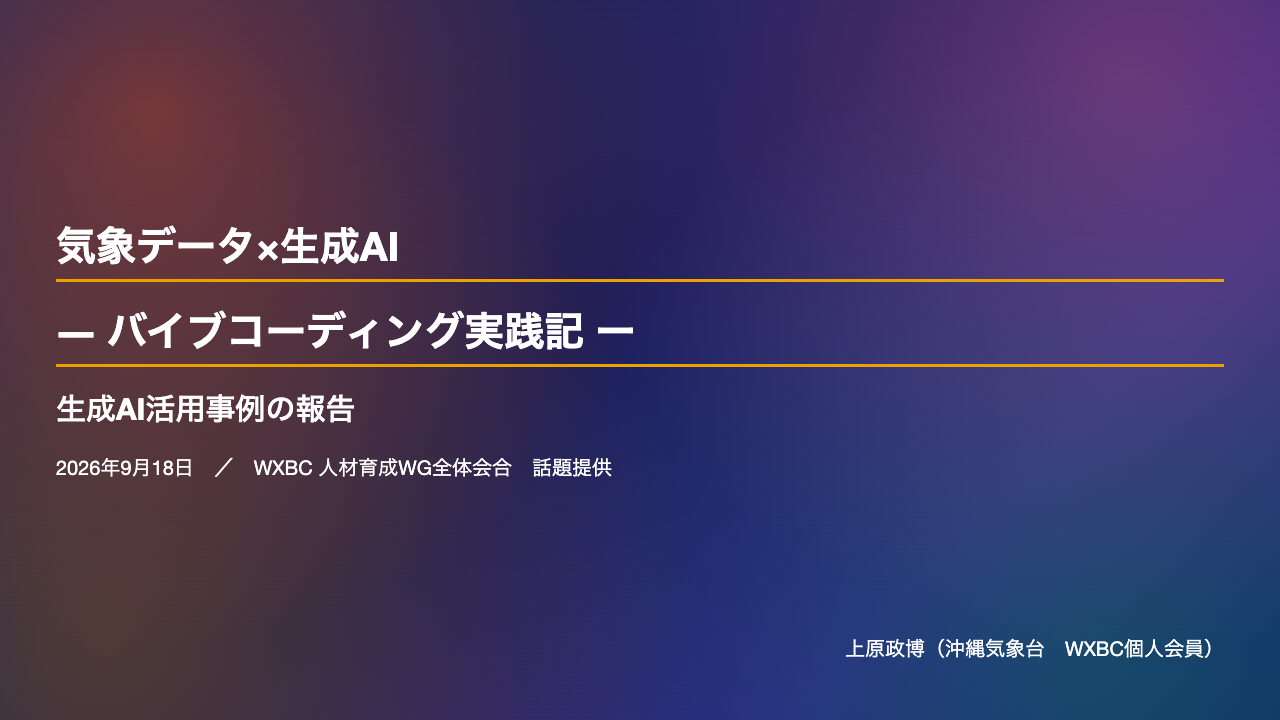 気象データ×生成AI
― バイブコーディング実践記 ー
生成AI活用事例の報告
2026年9月18日　／　WXBC 人材育成WG全体会合　話題提供
上原政博（沖縄気象台　WXBC個人会員）